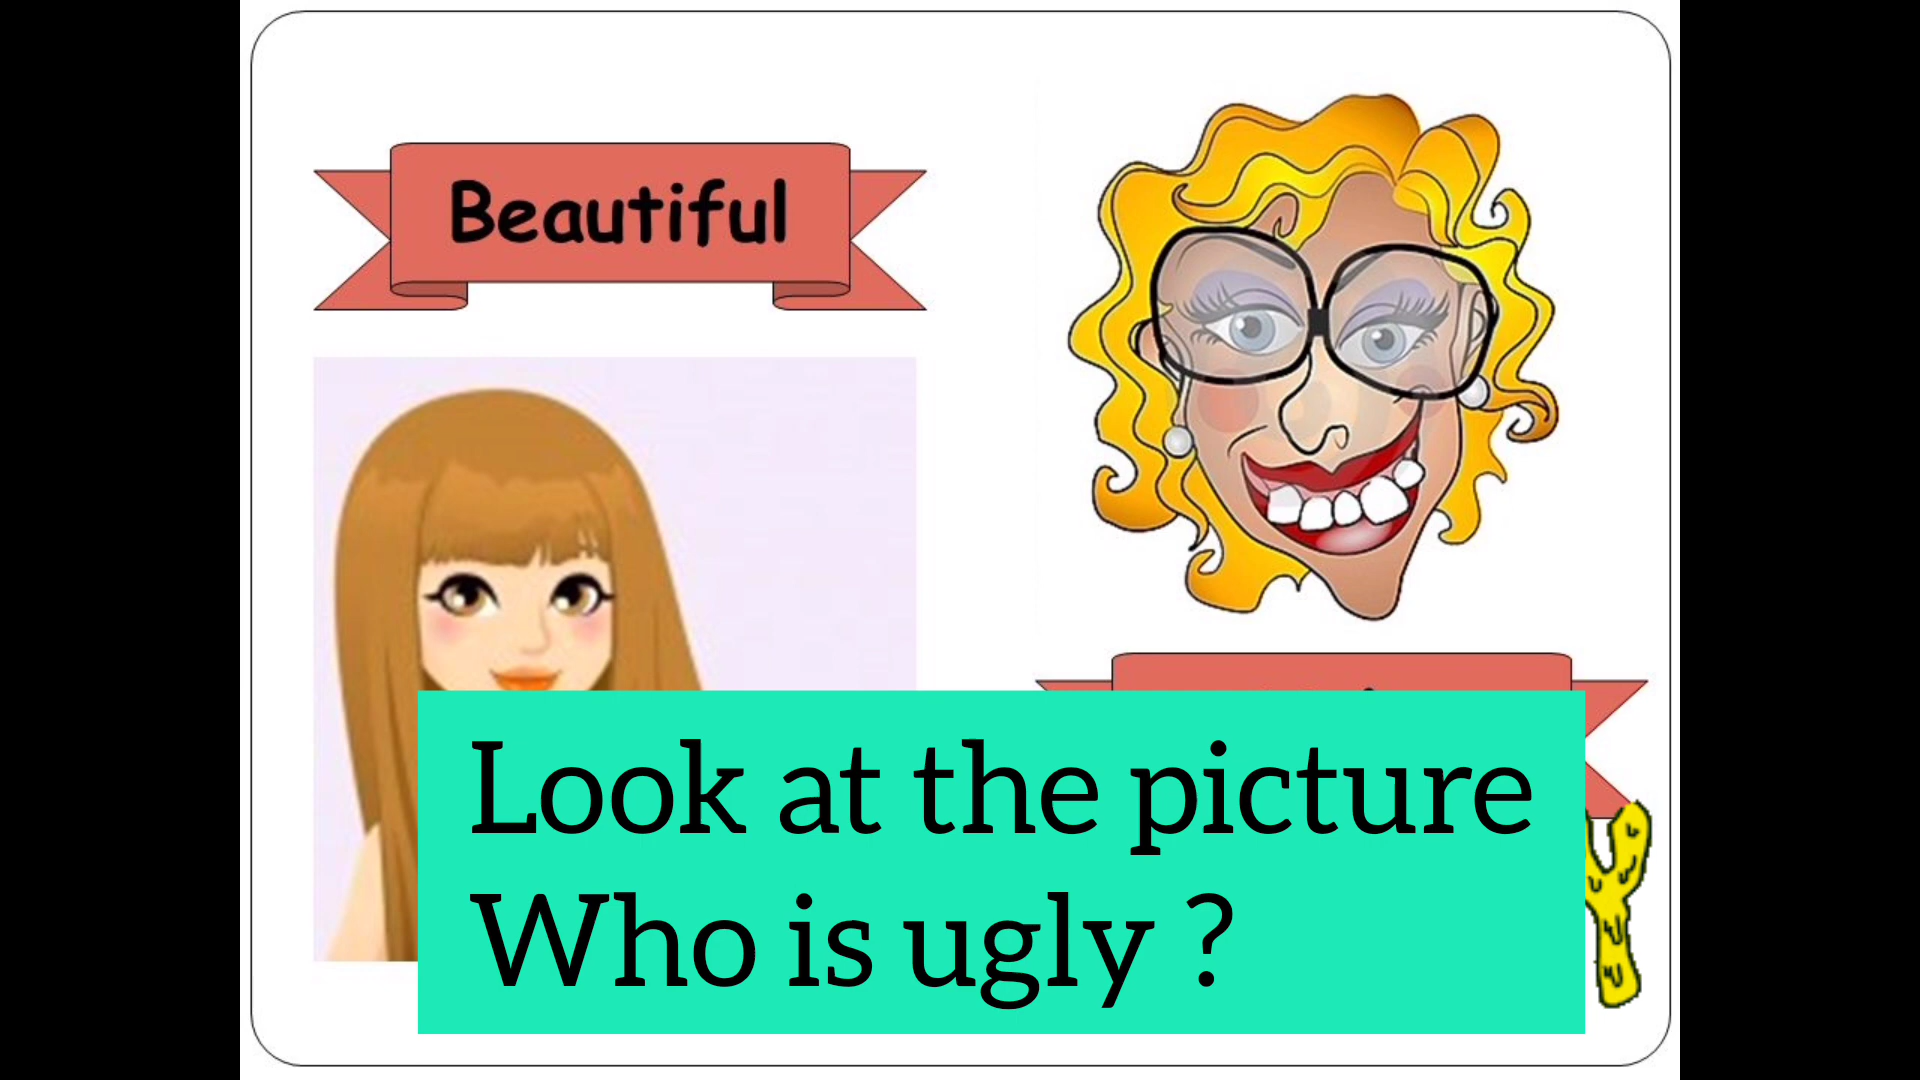 Beautiful
Look at the picture
Who is ugly ?